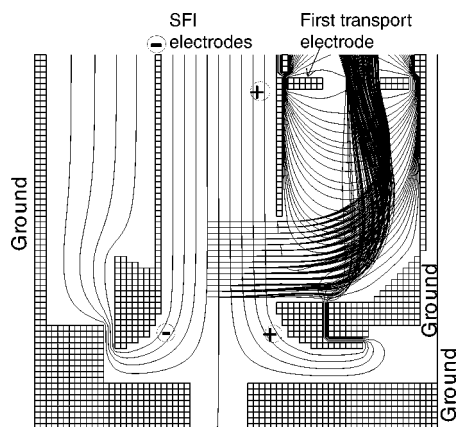 SFI
electrodes
First transport
electrode
-
+
Ground
-
+
Ground
Ground